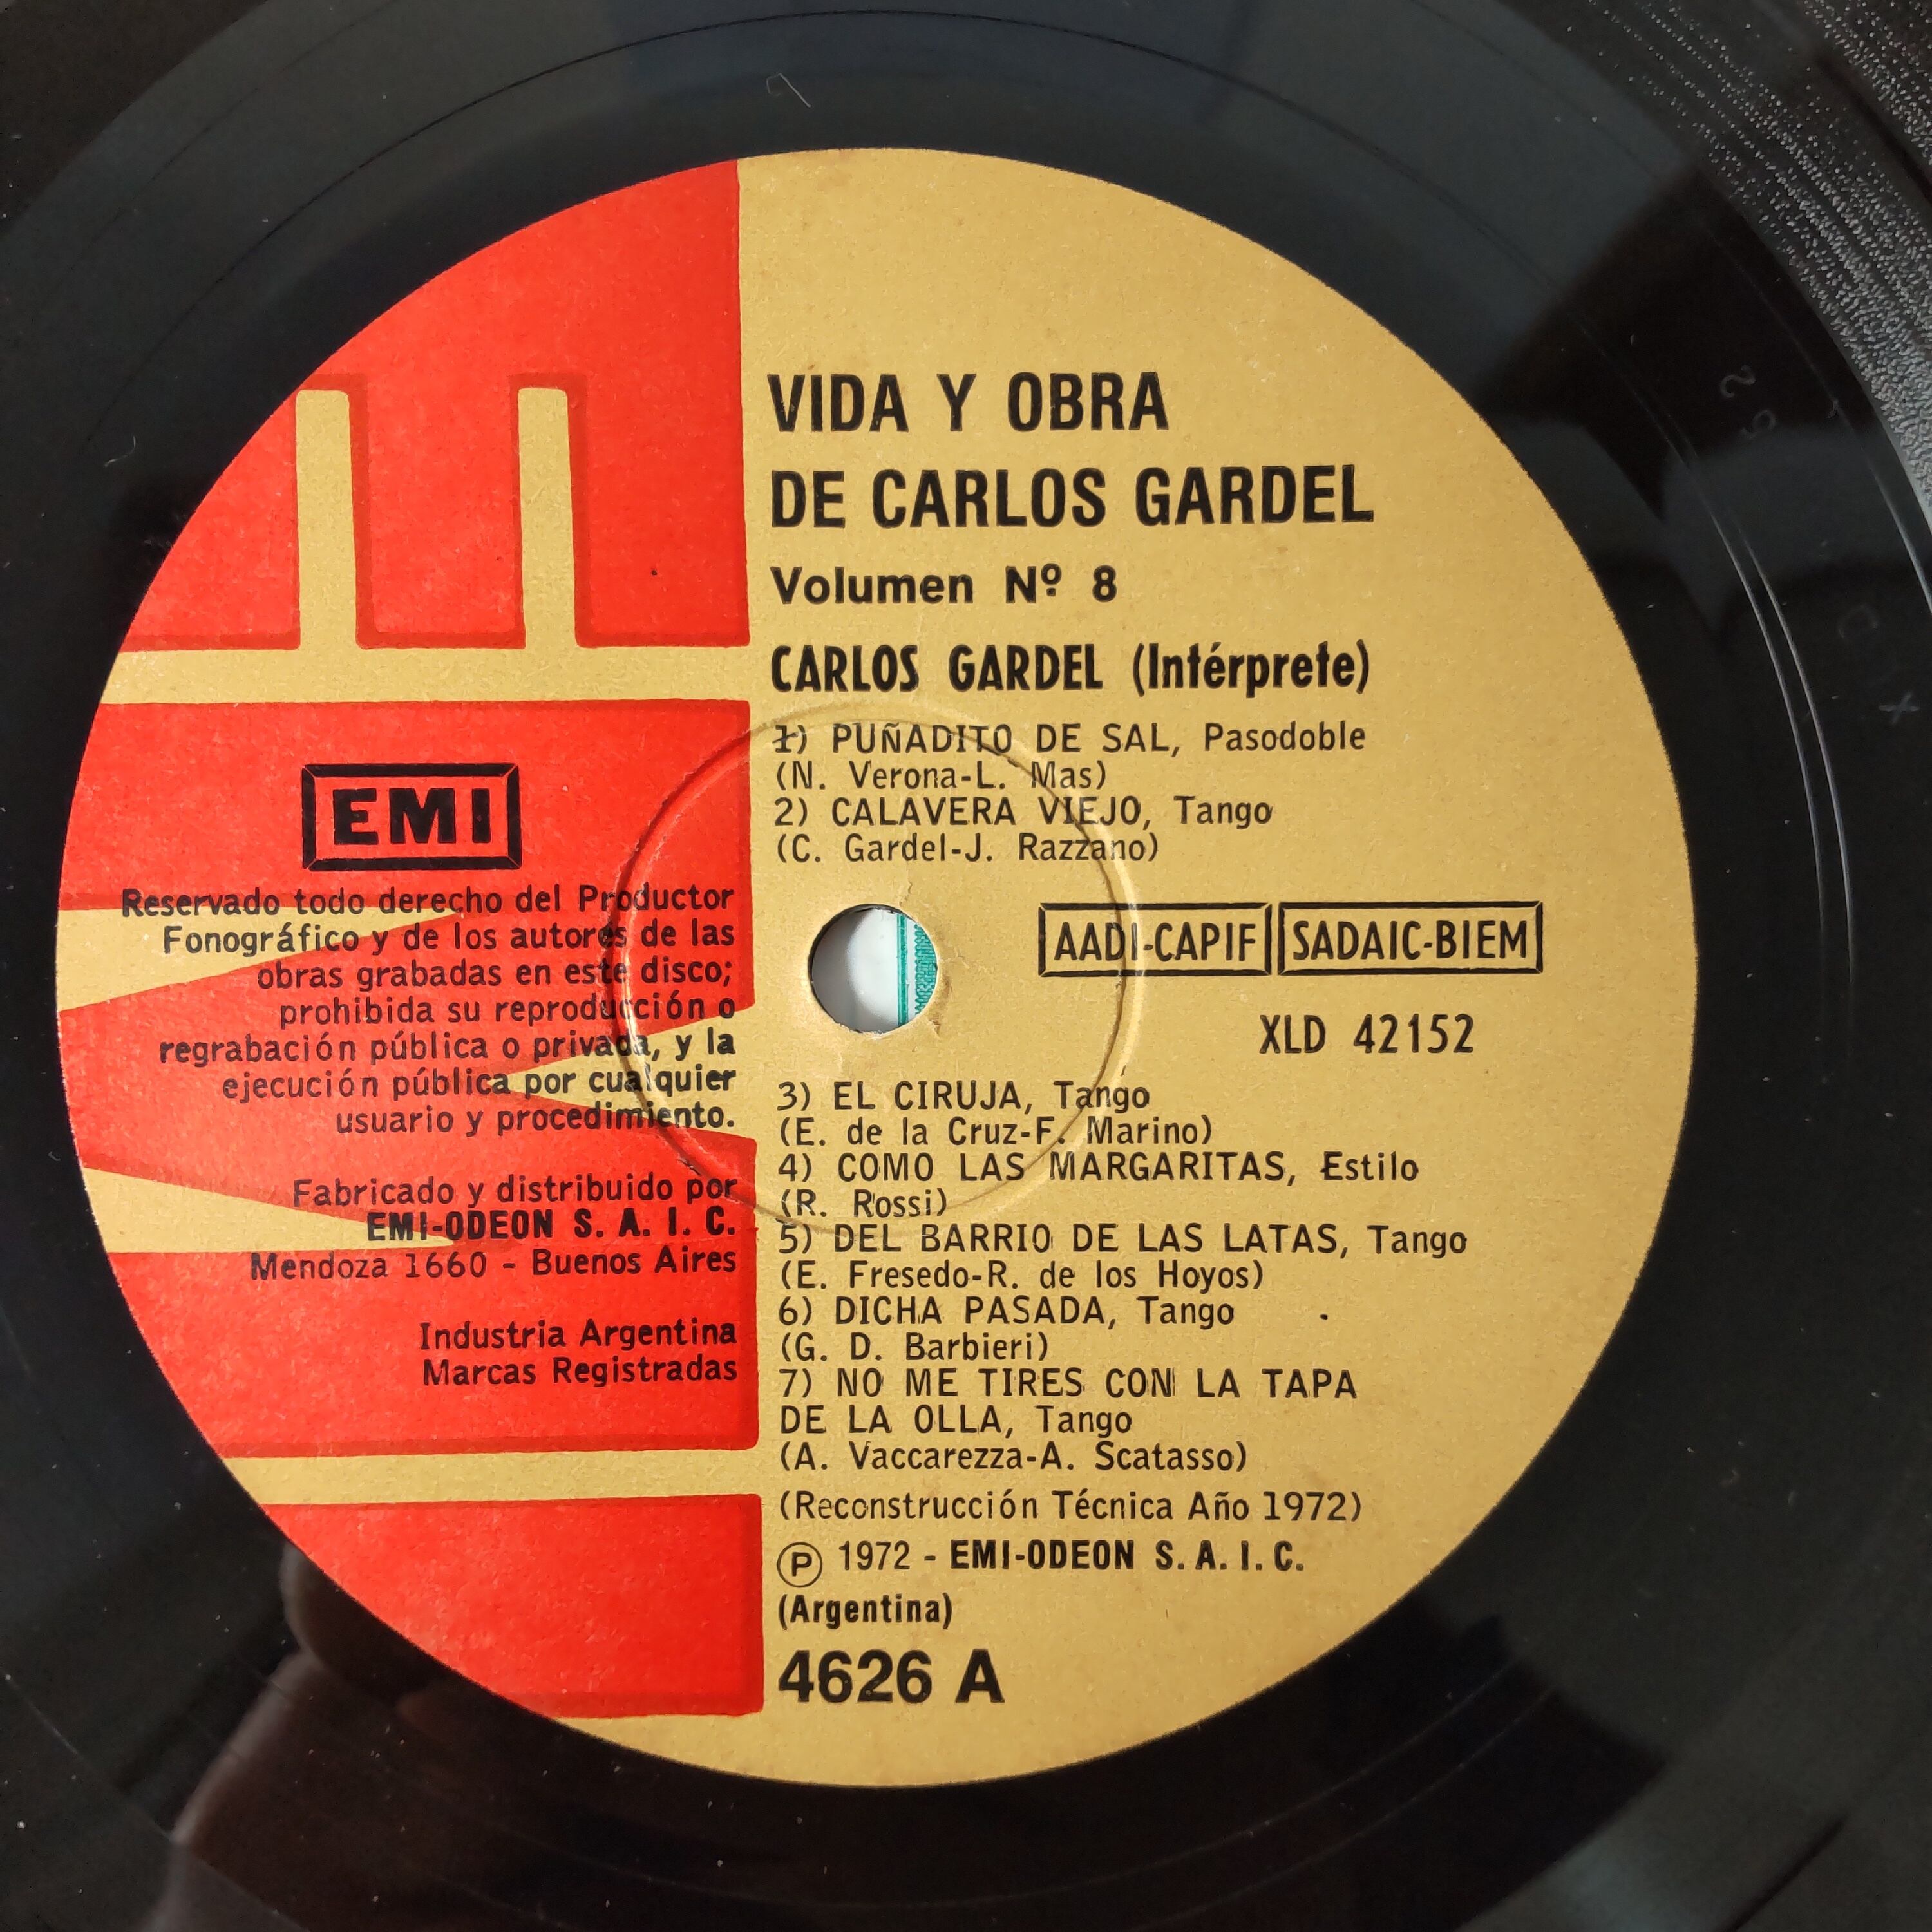 VIDA Y OBRA
DE CARLOS GARDEL
Volumen Nº 8
CARLOS GARDEL (Intérprete)
1) PUÑADITO DE SAL, Pasodoble
(N. Verona-L. Mas)
2) CALAVERA VIEJO, Tango
(C. Gardel-J. Razzano)
AADI-CAPIF SADAIC-BIEM
XLD 42152
3) EL CIRUJA, Tango
(E. de la Cruz-F. Marino)
4) COMO LAS MARGARITAS, Estilo
(R. Rossi)
5) DEL BARRIO DE LAS LATAS, Tango
(E. Fresedo-R. de los Hoyos)
6) DICHA PASADA, Tango
(G. D. Barbieri)
7) NO ME TIRES CON LA TAPA
DE LA OLLA, Tango
(A. Vaccarezza-A. Scatasso)
(Reconstrucción Técnica Año 1972)
Ⓟ 1972 - EMI-ODEON S. A. I. C.
(Argentina)
4626 A
EMI
EMI
Reservado todo derecho del Productor
Fonográfico y de los autores de las
obras grabadas en este disco;
prohibida su reproducción o
regrabación pública o privada, y la
ejecución pública por cualquier
usuario y procedimiento.
Fabricado y distribuido por
EMI-ODEON S. A. I. C.
Mendoza 1660 - Buenos Aires
Industria Argentina
Marcas Registradas